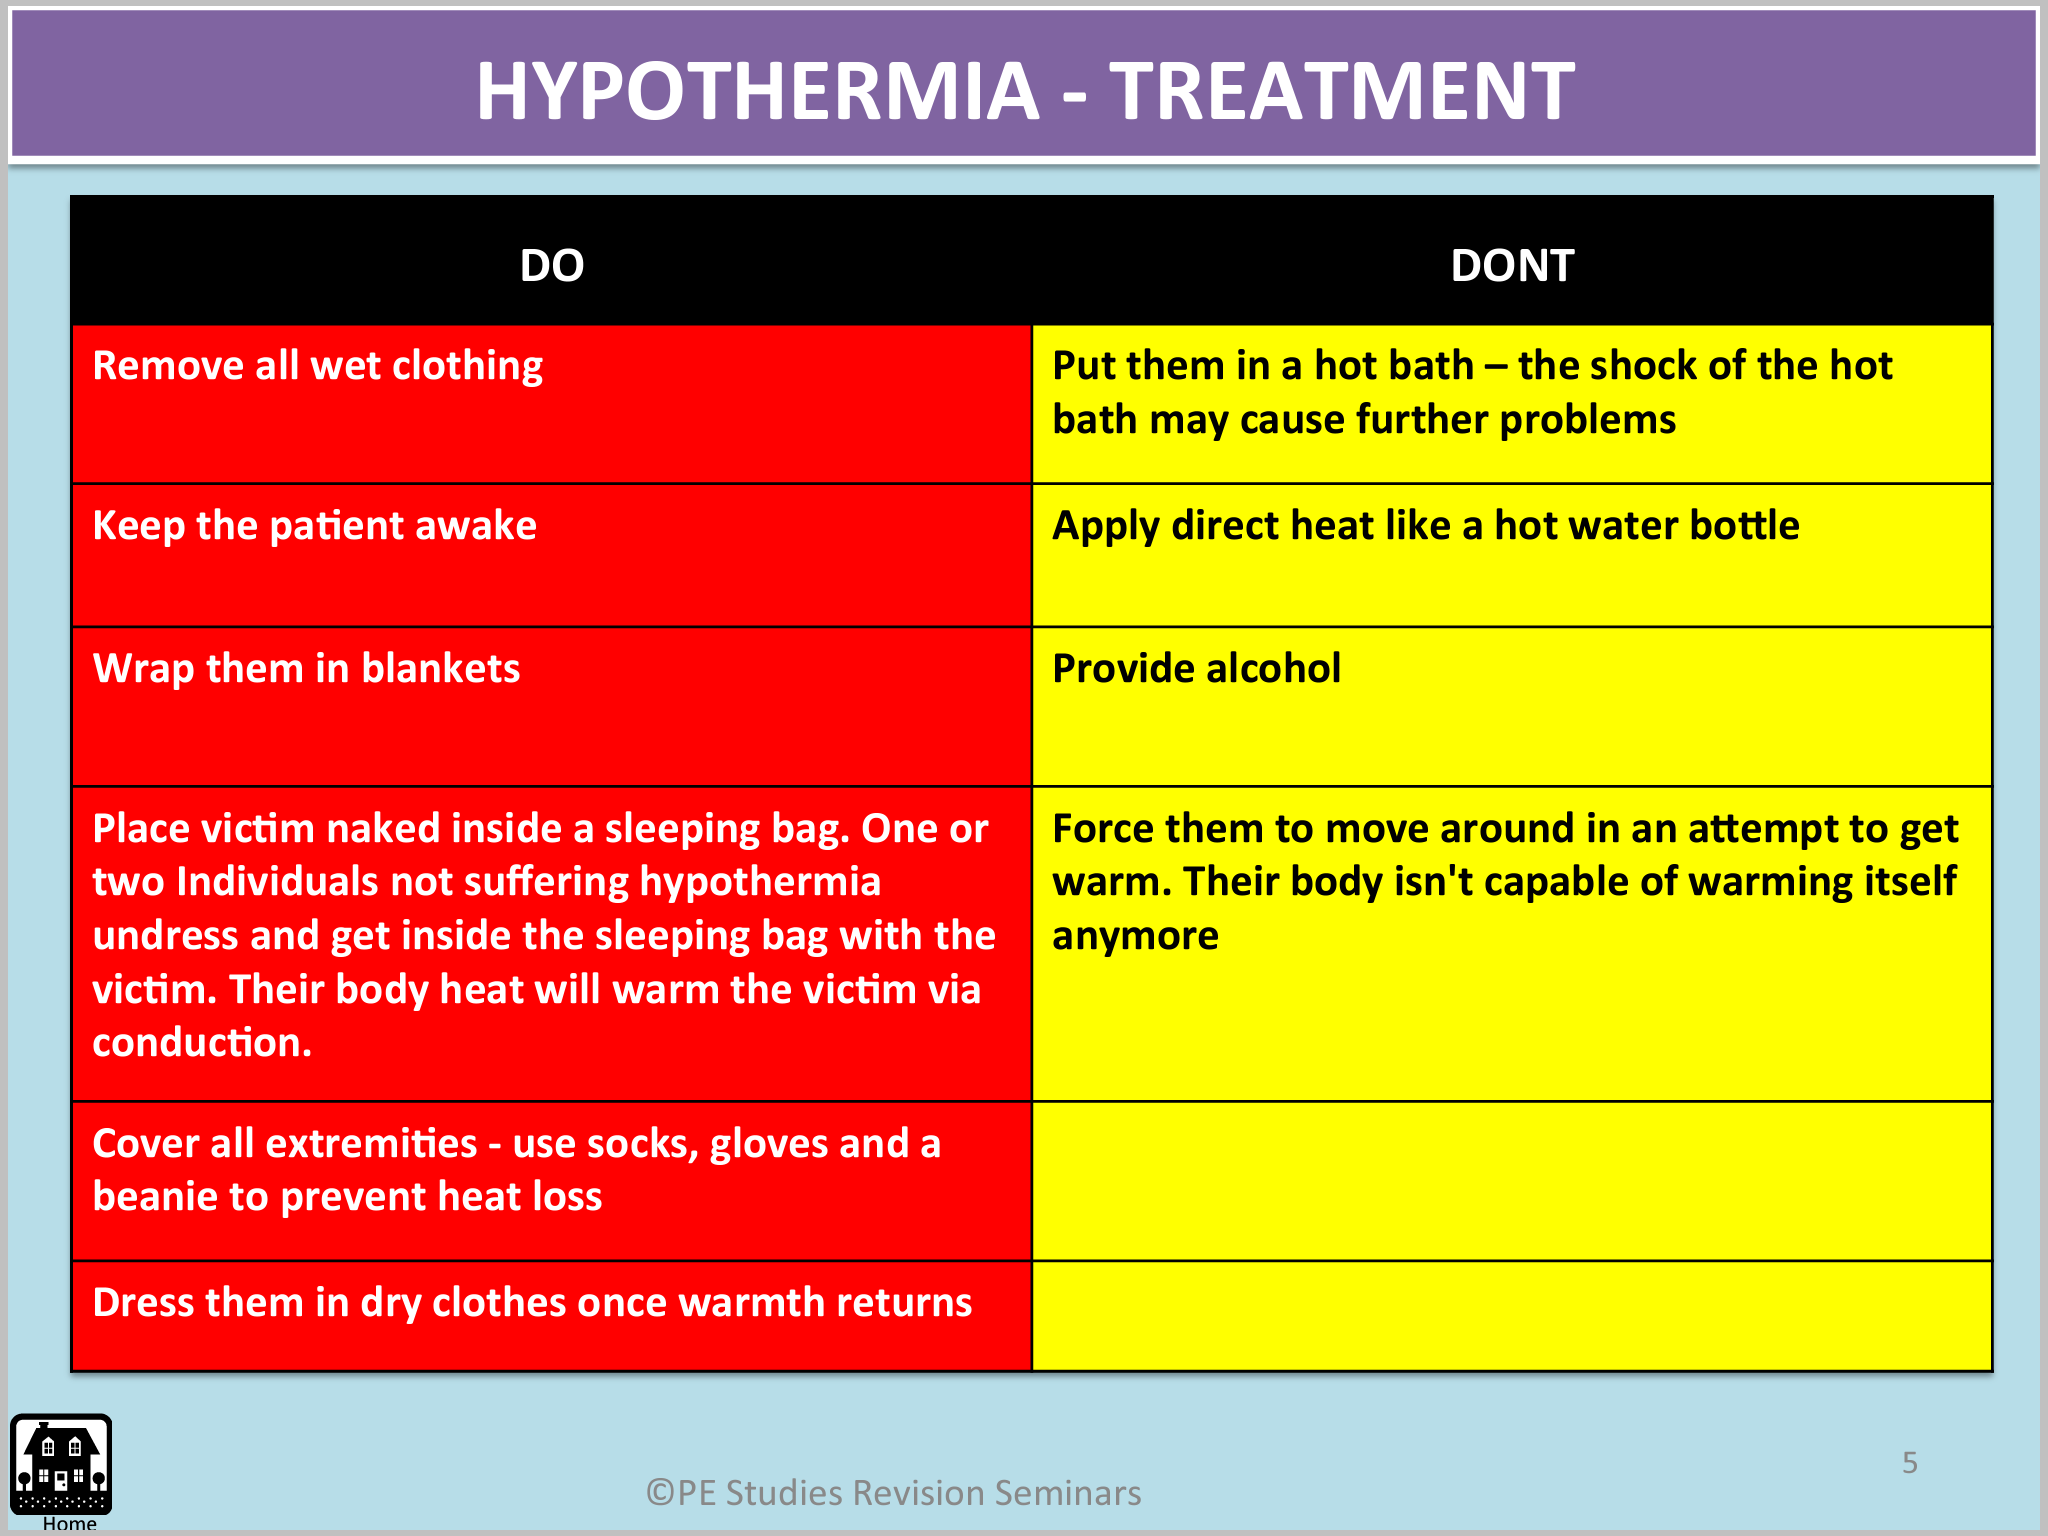 HYPOTHERMIA - TREATMENT
DO
DONT
Remove all wet clothing
Put them in a hot bath – the shock of the hot
bath may cause further problems
Keep the patient awake
Apply direct heat like a hot water bottle
Wrap them in blankets
Provide alcohol
Place victim naked inside a sleeping bag. One or
two Individuals not suffering hypothermia
undress and get inside the sleeping bag with the
victim. Their body heat will warm the victim via
conduction.
Force them to move around in an attempt to get
warm. Their body isn't capable of warming itself
anymore
Cover all extremities - use socks, gloves and a
beanie to prevent heat loss
Dress them in dry clothes once warmth returns
5
©PE Studies Revision Seminars
Home